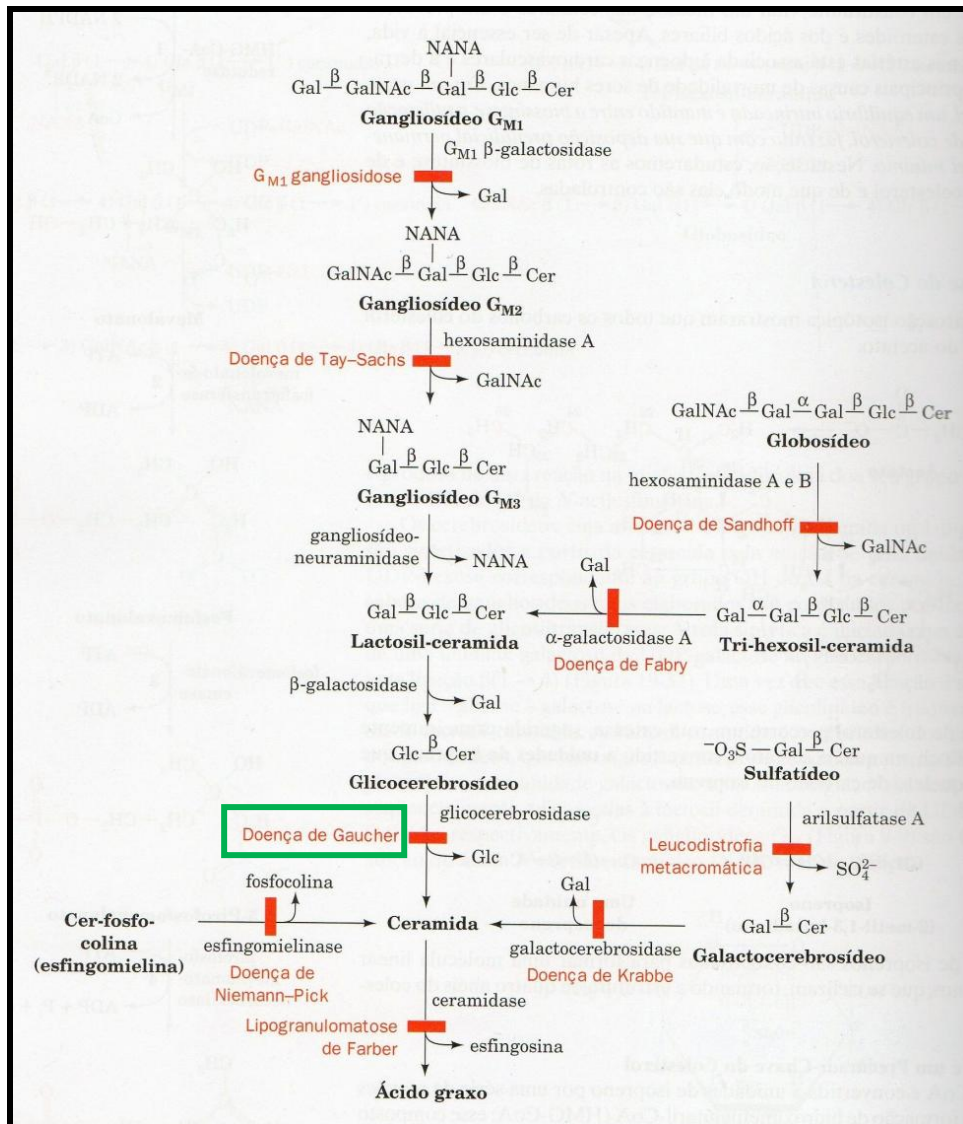 NANA
Gal β GalNAc β Gal β Glc β Cer
Gangliosídeo GM1
GM1 β-galactosidase
GM1 gangliosidose
Gal
NANA
GalNAc β Gal β Glc β Cer
Gangliosídeo GM2
hexosaminidase A
Doença de Tay–Sachs
GalNAc
NANA
Gal β Glc β Cer
Gangliosídeo GM3
gangliosídeo-
neuraminidase
NANA
GalNAc β Gal α Gal β Glc β Cer
Globosídeo
hexosaminidase A e B
Doença de Sandhoff
GalNAc
Gal α Gal β Glc β Cer
Tri-hexosil-ceramida
Gal
α-galactosidase A
Doença de Fabry
Gal β Glc β Cer
Lactosil-ceramida
β-galactosidase
Gal
Glc β Cer
Glicocerebrosídeo
glicocerebrosidase
Doença de Gaucher
Glc
⁻O₃S — Gal β Cer
Sulfatídeo
arilsulfatase A
Leucodistrofia
metacromática
SO₄²⁻
Gal β Cer
Galactocerebrosídeo
Gal
galactocerebrosidase
Doença de Krabbe
Cer-fosfo-
colina
(esfingomielina)
fosfocolina
esfingomielinase
Doença de
Niemann–Pick
Ceramida
ceramidase
Lipogranulomatose
de Farber
esfingosina
Ácido graxo